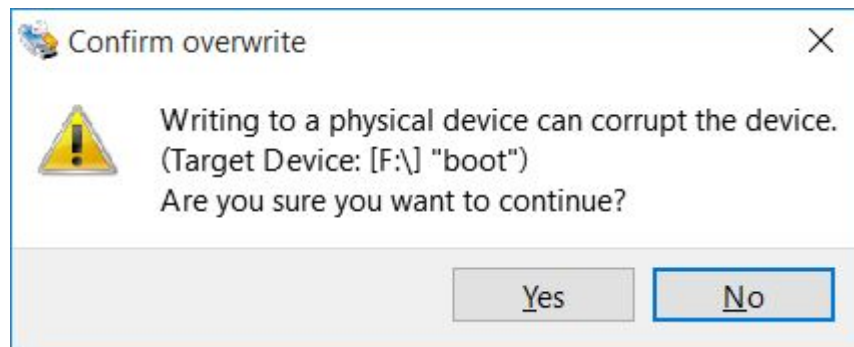 Confirm overwrite
Writing to a physical device can corrupt the device.
(Target Device: [F:\] "boot")
Are you sure you want to continue?
Yes
No